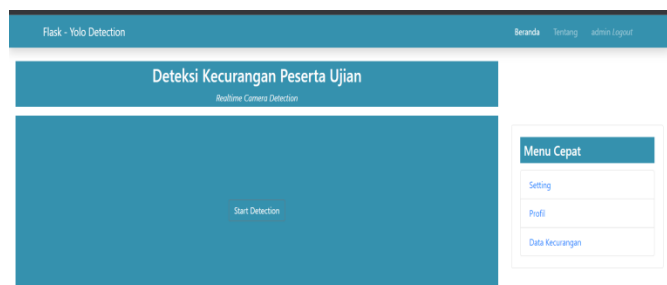 Flask - Yolo Detection
Beranda Tentang admin Logout
Deteksi Kecurangan Peserta Ujian
Realtime Camera Detection
Start Detection
Menu Cepat
Setting
Profil
Data Kecurangan